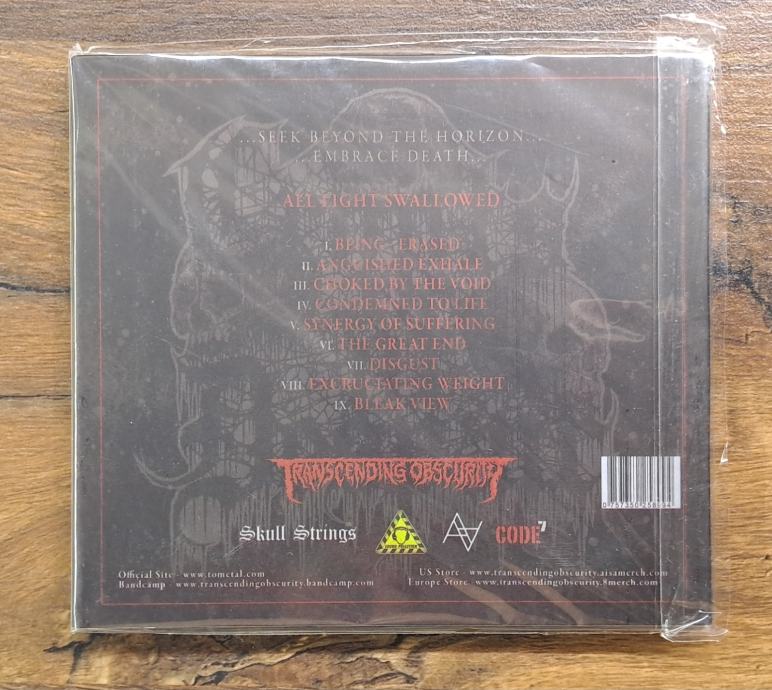 ...SEEK BEYOND THE HORIZON...
...EMBRACE DEATH...
ALL LIGHT SWALLOWED
I. BEING - ERASED
II. ANGUISHED EXHALE
III. CHOKED BY THE VOID
IV. CONDEMNED TO LIFE
V. SYNERGY OF SUFFERING
VI. THE GREAT END
VII. DISGUST
VIII. EXCRUCIATING WEIGHT
IX. BLEAK VIEW
TRANSCENDING OBSCURITY
Skull Strings
CODE7
Official Site - www.tometal.com
Bandcamp - www.transcendingobscurity.bandcamp.com
US Store - www.transcendingobscurity.aisamerch.com
Europe Store - www.transcendingobscurity.8merch.com